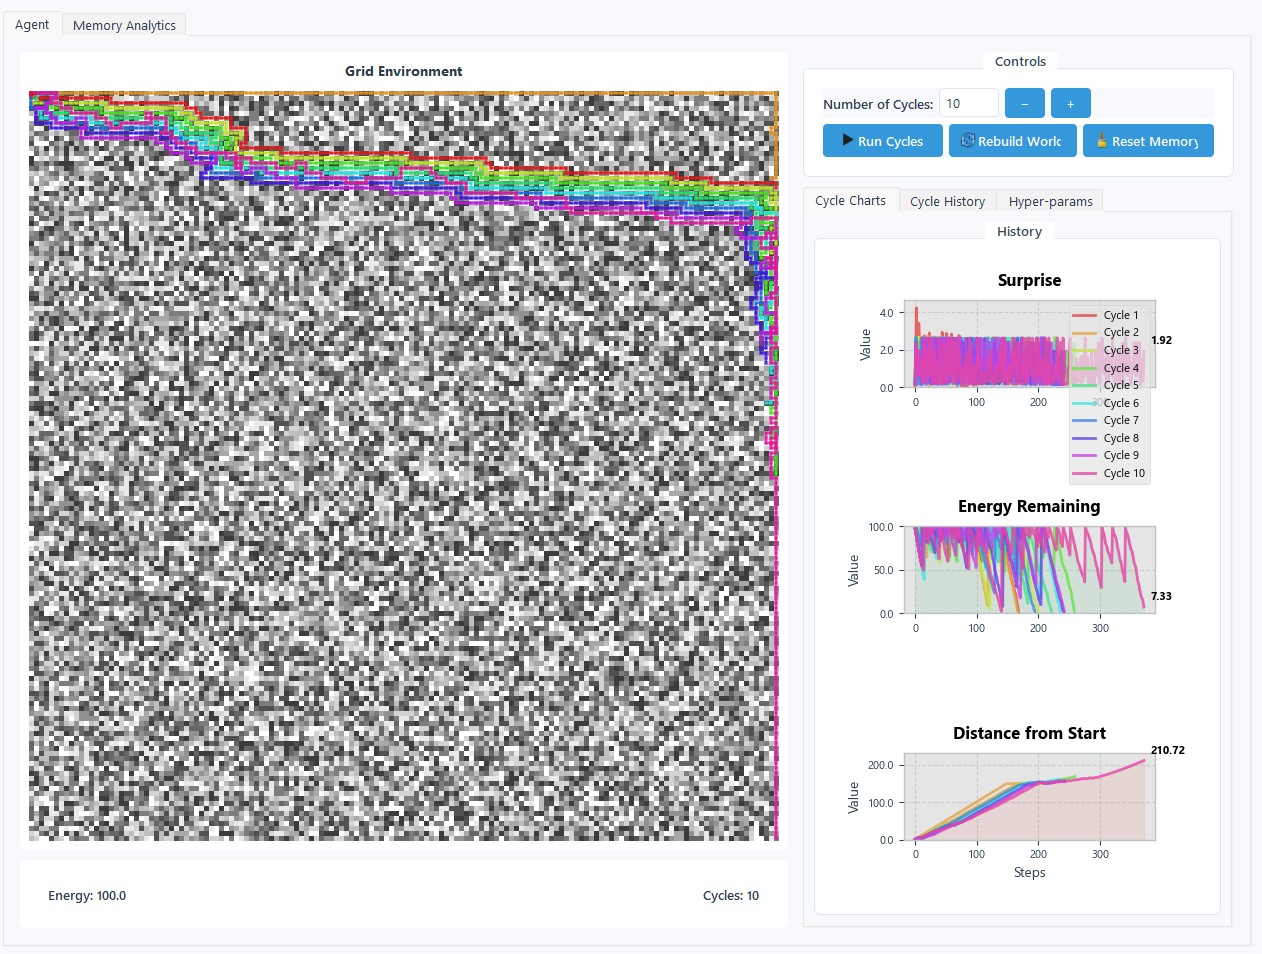 Agent Memory Analytics
Grid Environment
Energy: 100.0 Cycles: 10
Controls
Number of Cycles: 10 − +
Run Cycles Rebuild Worlc Reset Memory
Cycle Charts Cycle History Hyper-params
History
Surprise
Value
4.0
2.0
0.0
0 100 200 300
1.92
Cycle 1
Cycle 2
Cycle 3
Cycle 4
Cycle 5
Cycle 6
Cycle 7
Cycle 8
Cycle 9
Cycle 10
Energy Remaining
Value
100.0
50.0
0.0
0 100 200 300
7.33
Distance from Start
Value
200.0
100.0
0.0
0 100 200 300
210.72
Steps